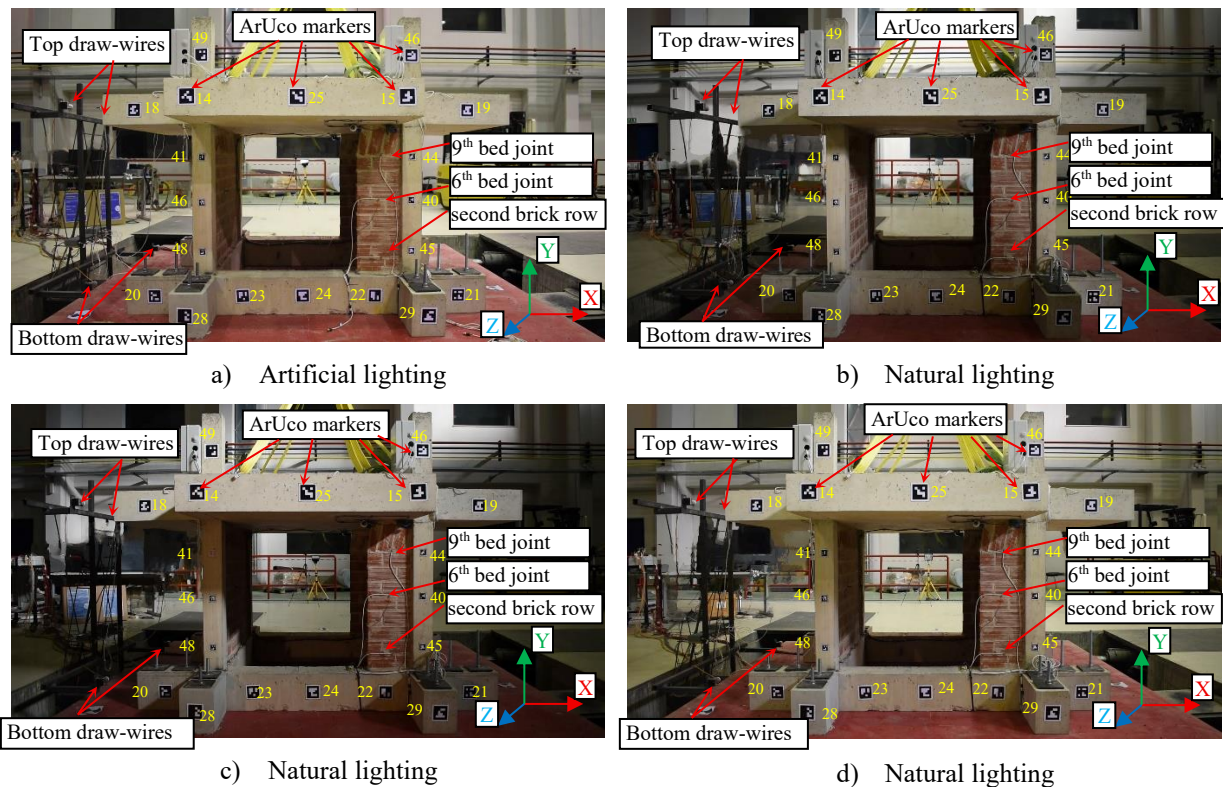 49
ArUco markers
46
Top draw-wires
18
14
25
15
19
9th bed joint
41
44
6th bed joint
46
40
second brick row
48
45
Y
X
20
23
24
22
21
28
29
Z
Bottom draw-wires
a) Artificial lighting
49
ArUco markers
46
Top draw-wires
18
14
25
15
19
9th bed joint
41
44
6th bed joint
46
40
second brick row
48
45
Y
X
20
23
24
22
21
28
29
Z
Bottom draw-wires
b) Natural lighting
49
ArUco markers
46
Top draw-wires
18
14
25
15
19
9th bed joint
41
44
6th bed joint
46
40
second brick row
48
45
Y
X
20
23
24
22
21
28
29
Z
Bottom draw-wires
c) Natural lighting
49
ArUco markers
46
Top draw-wires
18
14
25
15
19
9th bed joint
41
44
6th bed joint
46
40
second brick row
48
45
Y
X
20
23
24
22
21
28
29
Z
Bottom draw-wires
d) Natural lighting